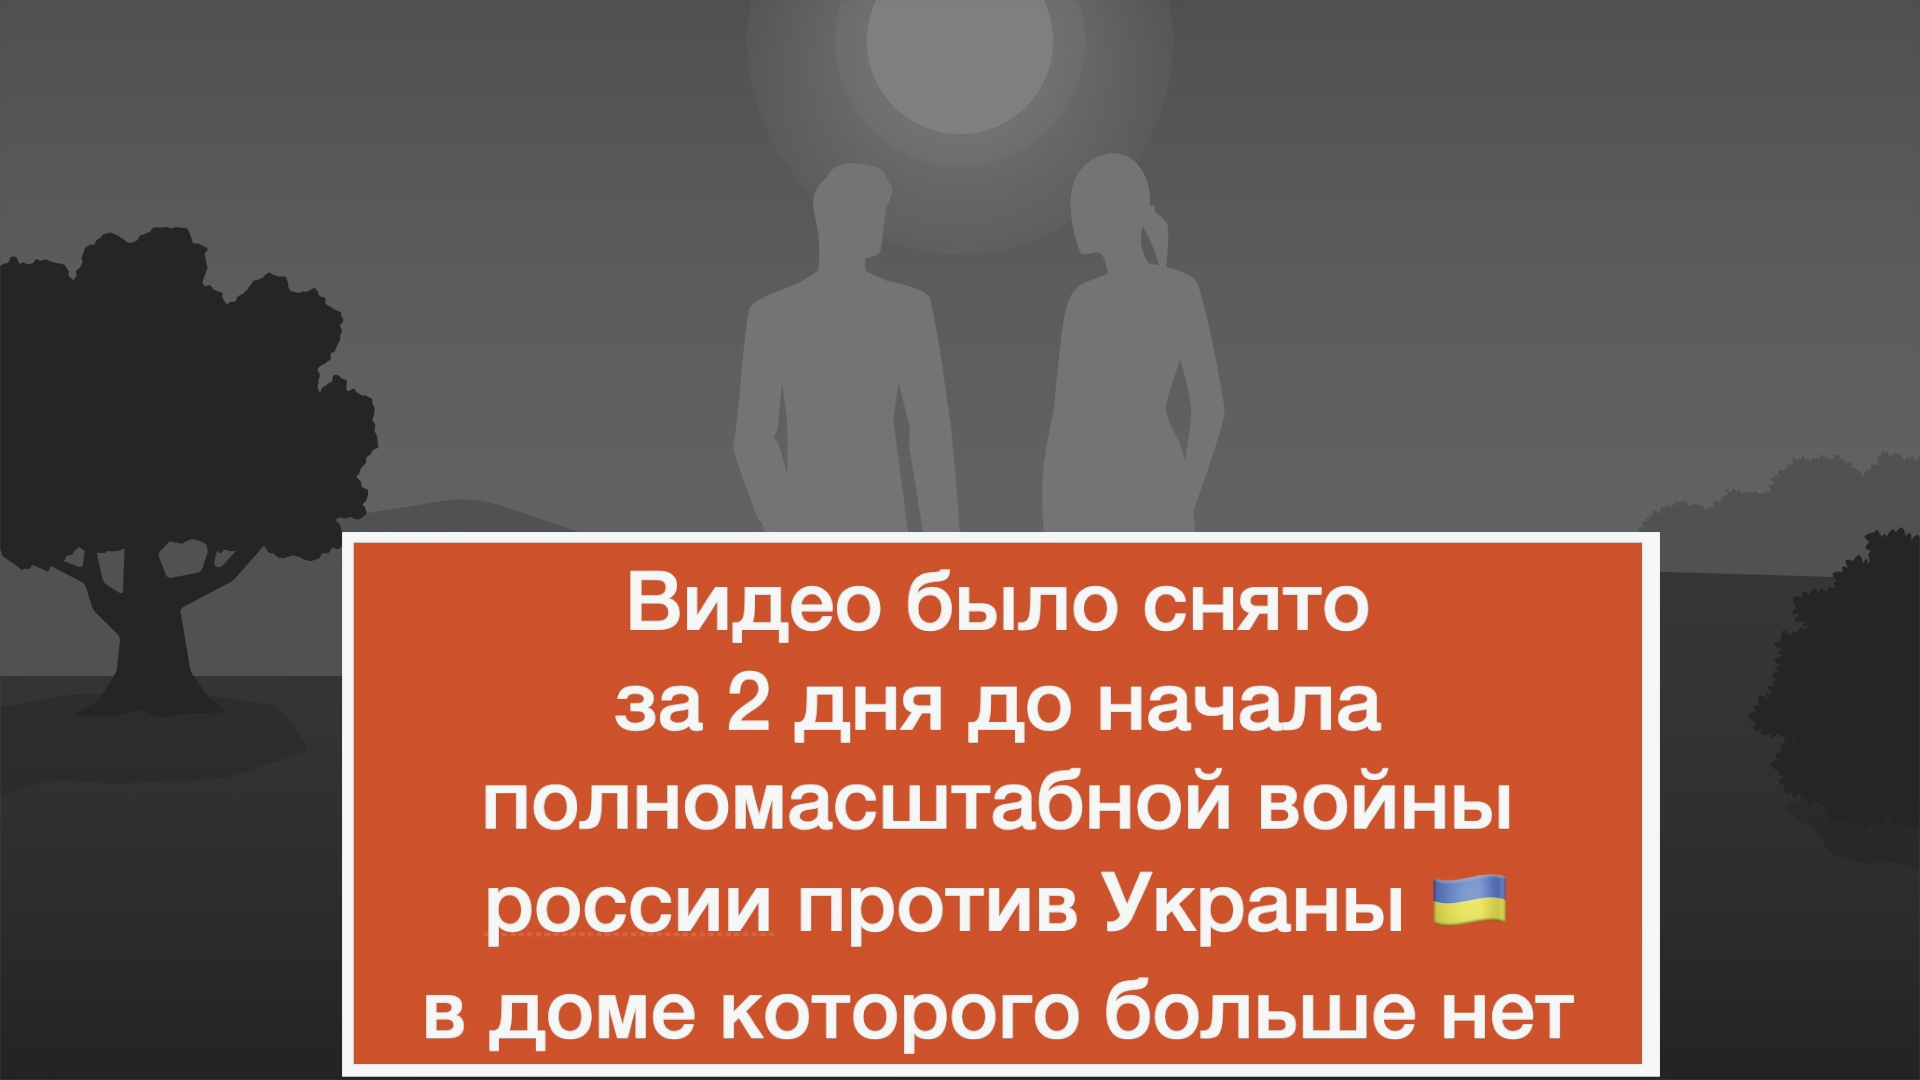 Видео было снято
за 2 дня до начала
полномасштабной войны
россии против Украны 🇺🇦
в доме которого больше нет